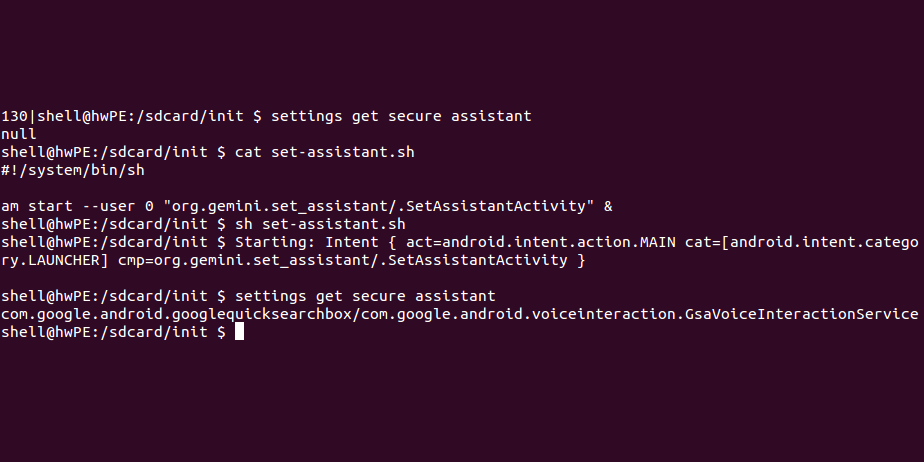 130|shell@hwPE:/sdcard/init $ settings get secure assistant
null
shell@hwPE:/sdcard/init $ cat set-assistant.sh
#!/system/bin/sh

am start --user 0 "org.gemini.set_assistant/.SetAssistantActivity" &
shell@hwPE:/sdcard/init $ sh set-assistant.sh
shell@hwPE:/sdcard/init $ Starting: Intent { act=android.intent.action.MAIN cat=[android.intent.catego
ry.LAUNCHER] cmp=org.gemini.set_assistant/.SetAssistantActivity }

shell@hwPE:/sdcard/init $ settings get secure assistant
com.google.android.googlequicksearchbox/com.google.android.voiceinteraction.GsaVoiceInteractionService
shell@hwPE:/sdcard/init $